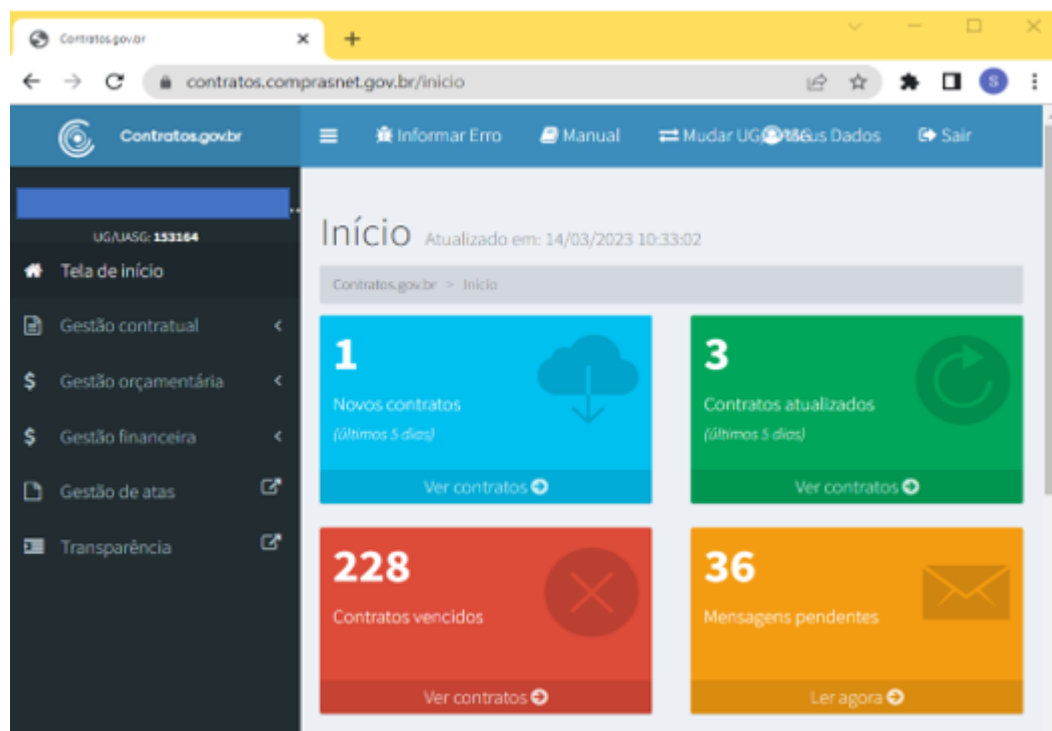 Contratos.gov.br
contratos.comprasnet.gov.br/inicio
S
Contratos.gov.br
Informar Erro Manual Mudar UG Dados Sair
UG/UASG: 153164
Tela de início
Gestão contratual
Gestão orçamentária
Gestão financeira
Gestão de atas
Transparência
Início Atualizado em: 14/03/2023 10:33:02
Contratos.gov.br > Início
1
Novos contratos
(últimos 5 dias)
Ver contratos
3
Contratos atualizados
(últimos 5 dias)
Ver contratos
228
Contratos vencidos
Ver contratos
36
Mensagens pendentes
Ler agora